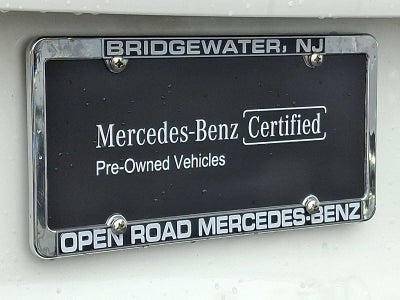 BRIDGEWATER, NJ
Mercedes-Benz Certified
Pre-Owned Vehicles
OPEN ROAD MERCEDES-BENZ